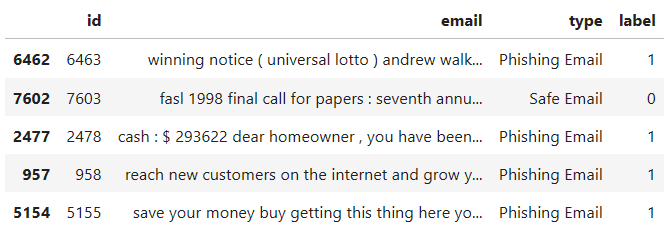 id email type label
6462 6463 winning notice ( universal lotto ) andrew walk... Phishing Email 1
7602 7603 fasl 1998 final call for papers : seventh annu... Safe Email 0
2477 2478 cash : $ 293622 dear homeowner , you have been... Phishing Email 1
957 958 reach new customers on the internet and grow y... Phishing Email 1
5154 5155 save your money buy getting this thing here yo... Phishing Email 1